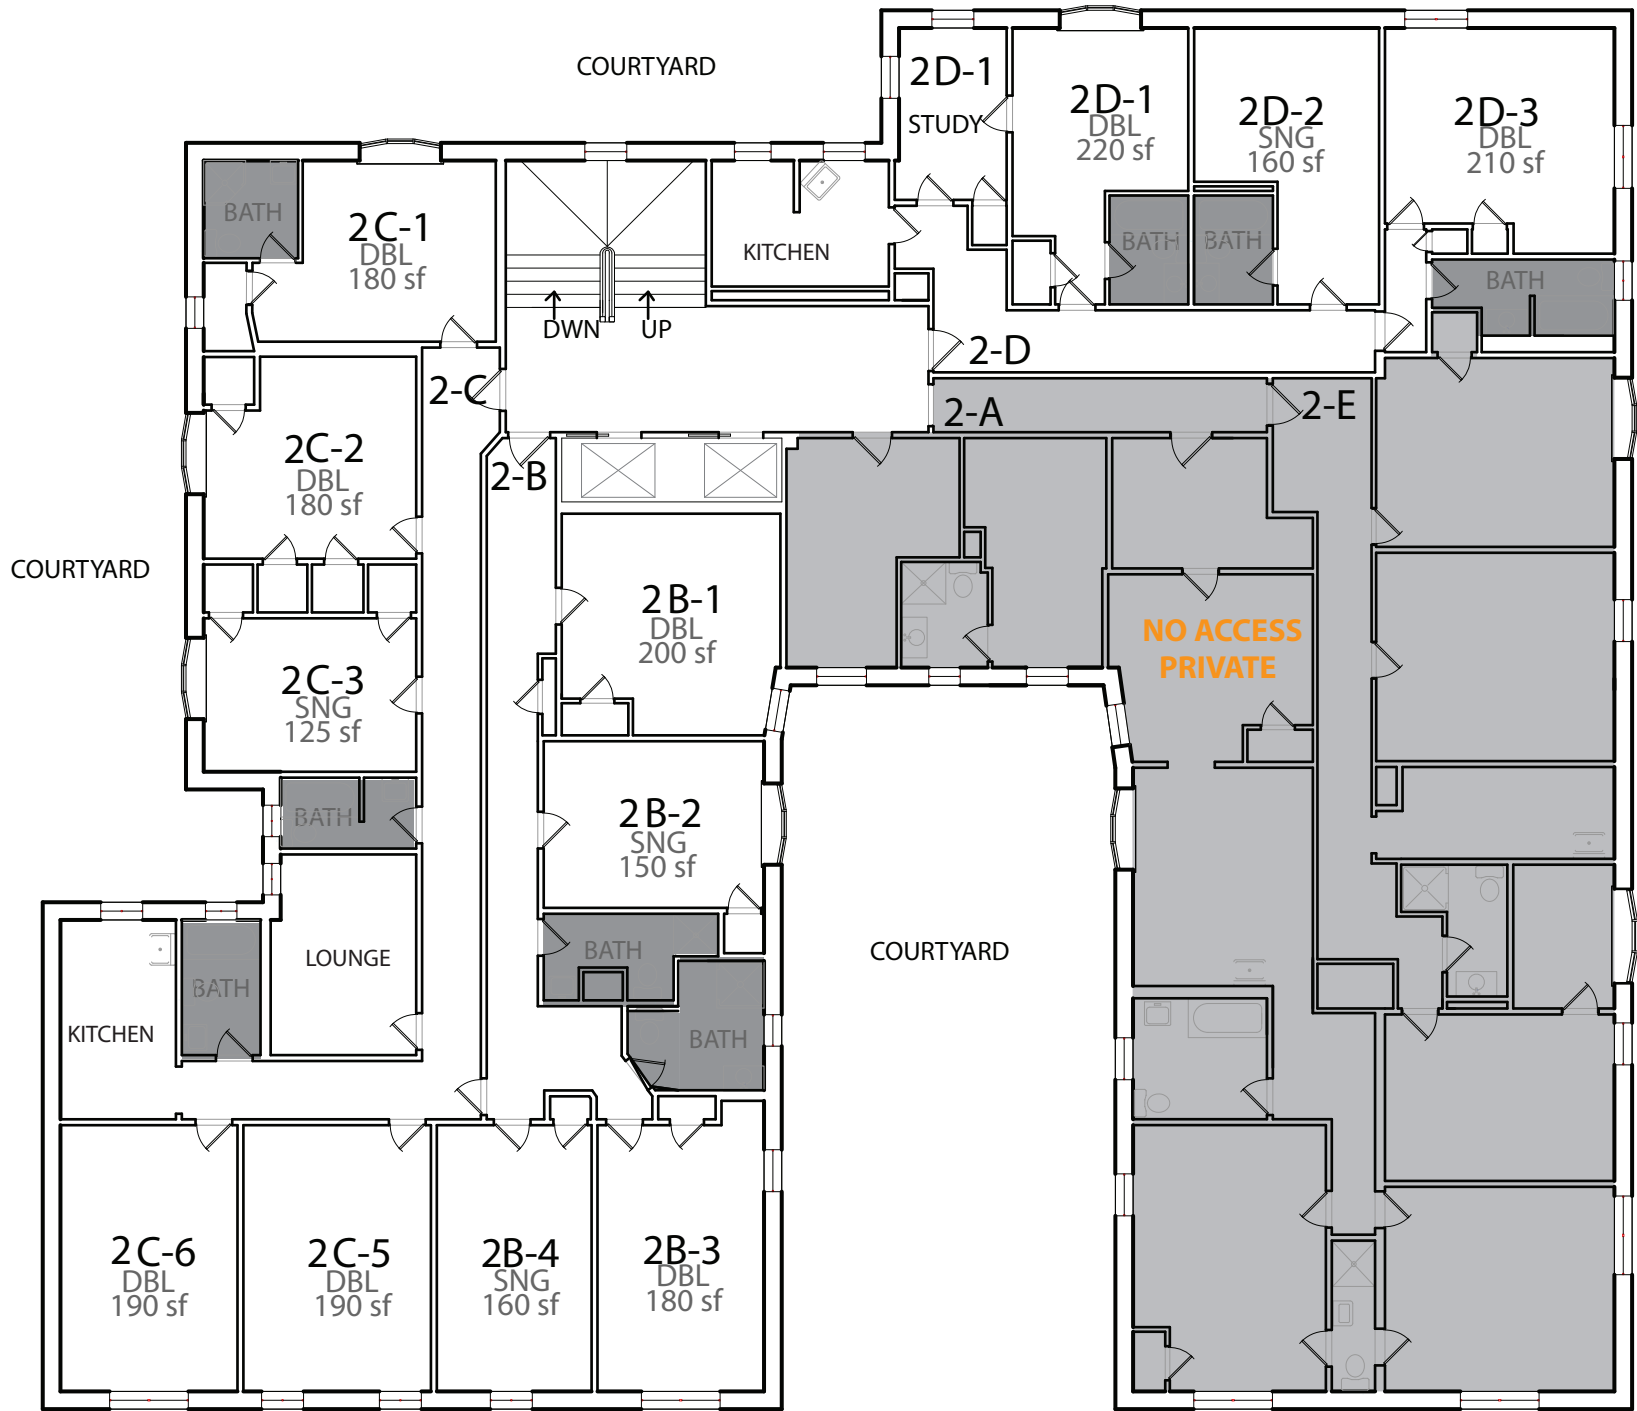 COURTYARD
2D-1
STUDY
2D-1
DBL
220 sf
2D-2
SNG
160 sf
2D-3
DBL
210 sf
BATH
2C-1
DBL
180 sf
KITCHEN
BATH
BATH
BATH
DWN
UP
2-C
2-D
2-A
2-E
2-B
2C-2
DBL
180 sf
COURTYARD
2B-1
DBL
200 sf
NO ACCESS
PRIVATE
2C-3
SNG
125 sf
BATH
2B-2
SNG
150 sf
LOUNGE
BATH
COURTYARD
BATH
KITCHEN
BATH
2C-6
DBL
190 sf
2C-5
DBL
190 sf
2B-4
SNG
160 sf
2B-3
DBL
180 sf